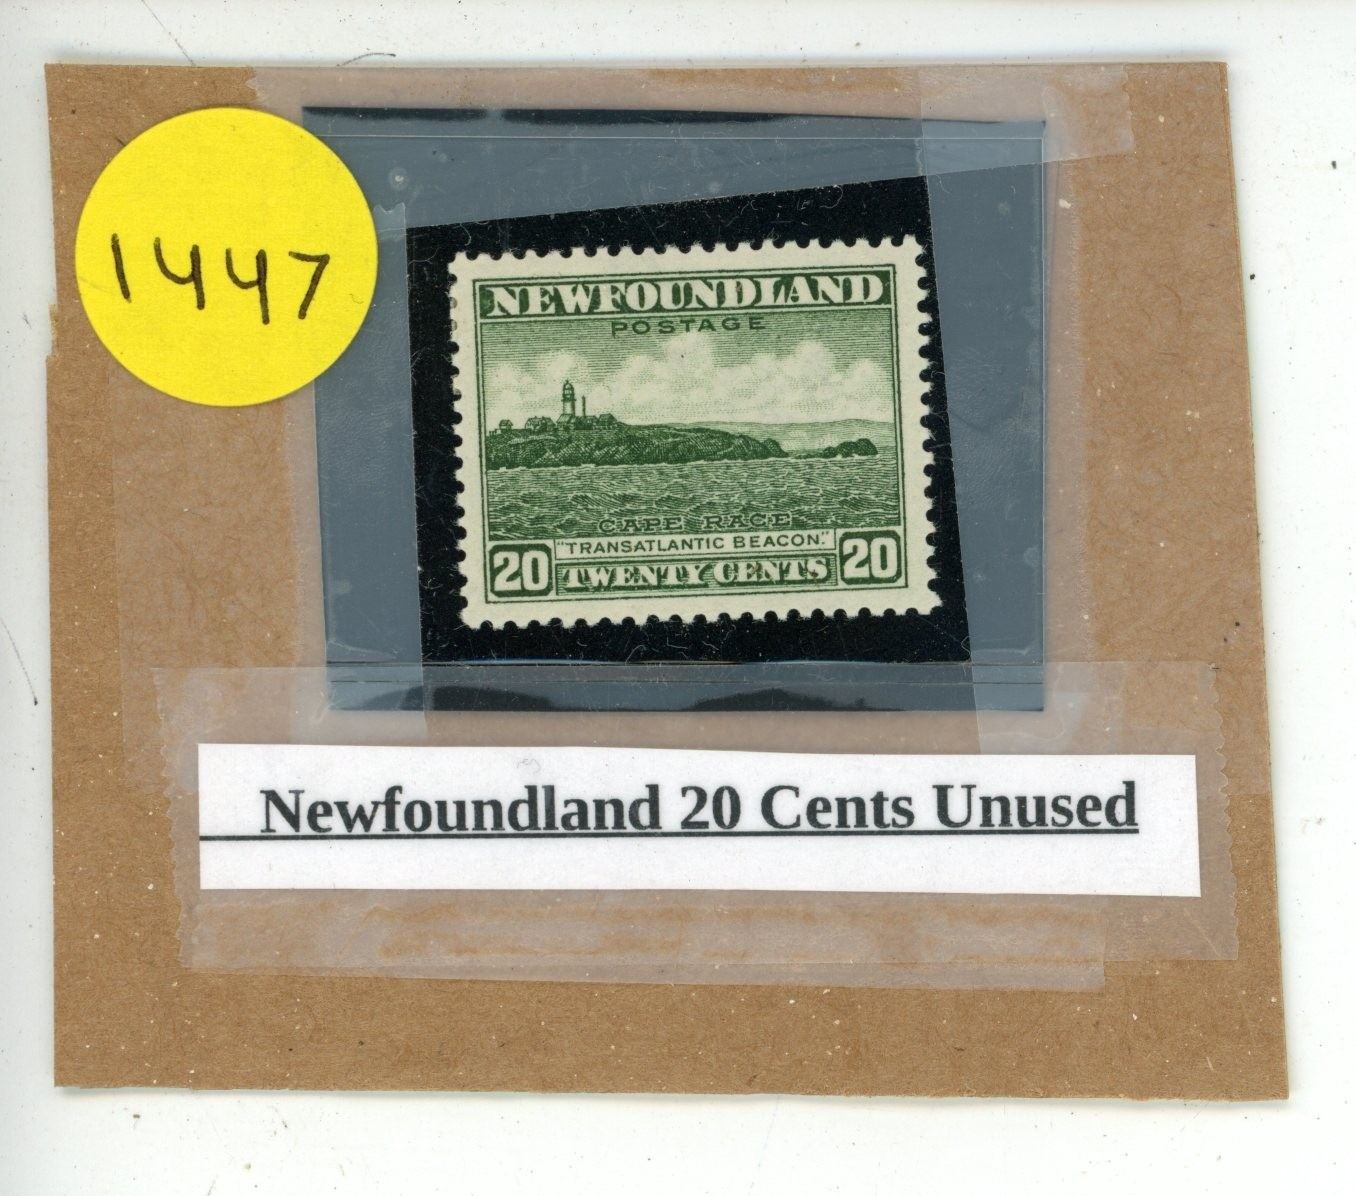 1447
NEWFOUNDLAND
POSTAGE
CAPE RACE
"TRANSATLANTIC BEACON."
20 TWENTY CENTS 20
Newfoundland 20 Cents Unused